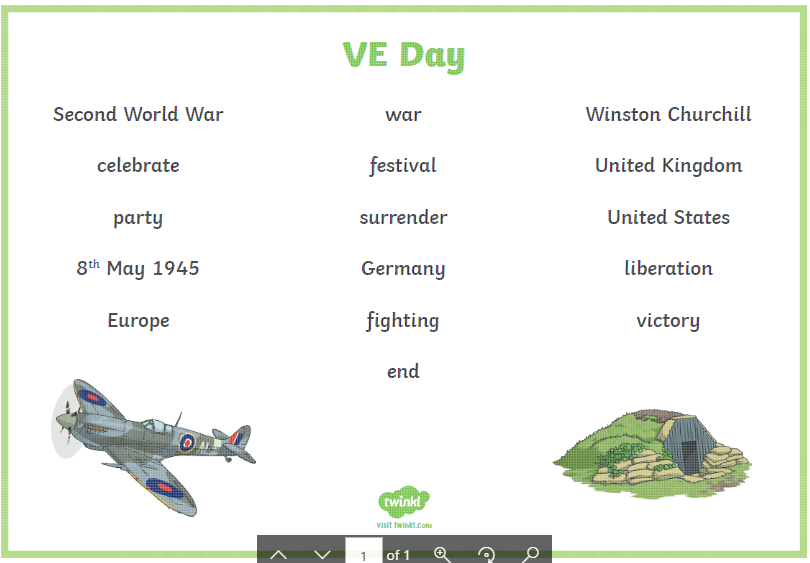 VE Day
Second World War
war
Winston Churchill
celebrate
festival
United Kingdom
party
surrender
United States
8th May 1945
Germany
liberation
Europe
fighting
victory
end
twinkl
visit twinkl.com
1 of 1